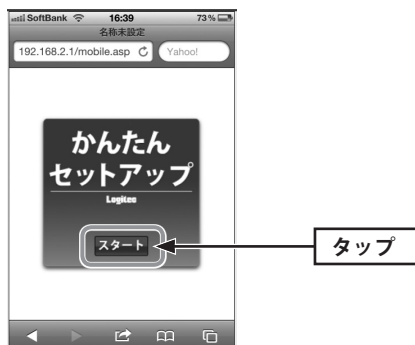 SoftBank 16:39 73%
名称未設定
192.168.2.1/mobile.asp Yahoo!
かんたん
セットアップ
Logitec
スタート
タップ